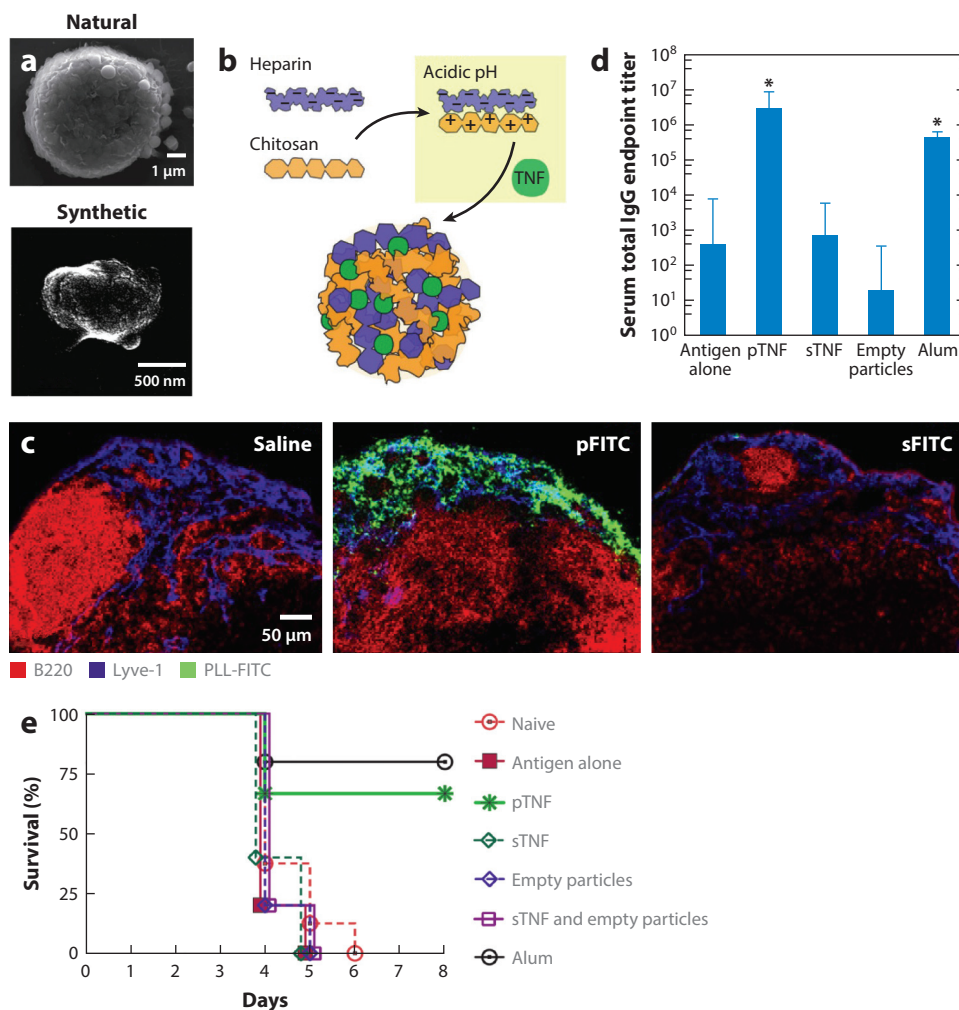 Natural
a
1 μm
Synthetic
500 nm
b
Heparin
Chitosan
Acidic pH
TNF
d
Serum total IgG endpoint titer
10⁸
10⁷
10⁶
10⁵
10⁴
10³
10²
10¹
10⁰
*
*
Antigen
alone
pTNF
sTNF
Empty
particles
Alum
c
Saline
50 μm
pFITC
sFITC
B220
Lyve-1
PLL-FITC
e
Survival (%)
100
75
50
25
0
0
1
2
3
4
5
6
7
8
Days
Naive
Antigen alone
pTNF
sTNF
Empty particles
sTNF and empty particles
Alum